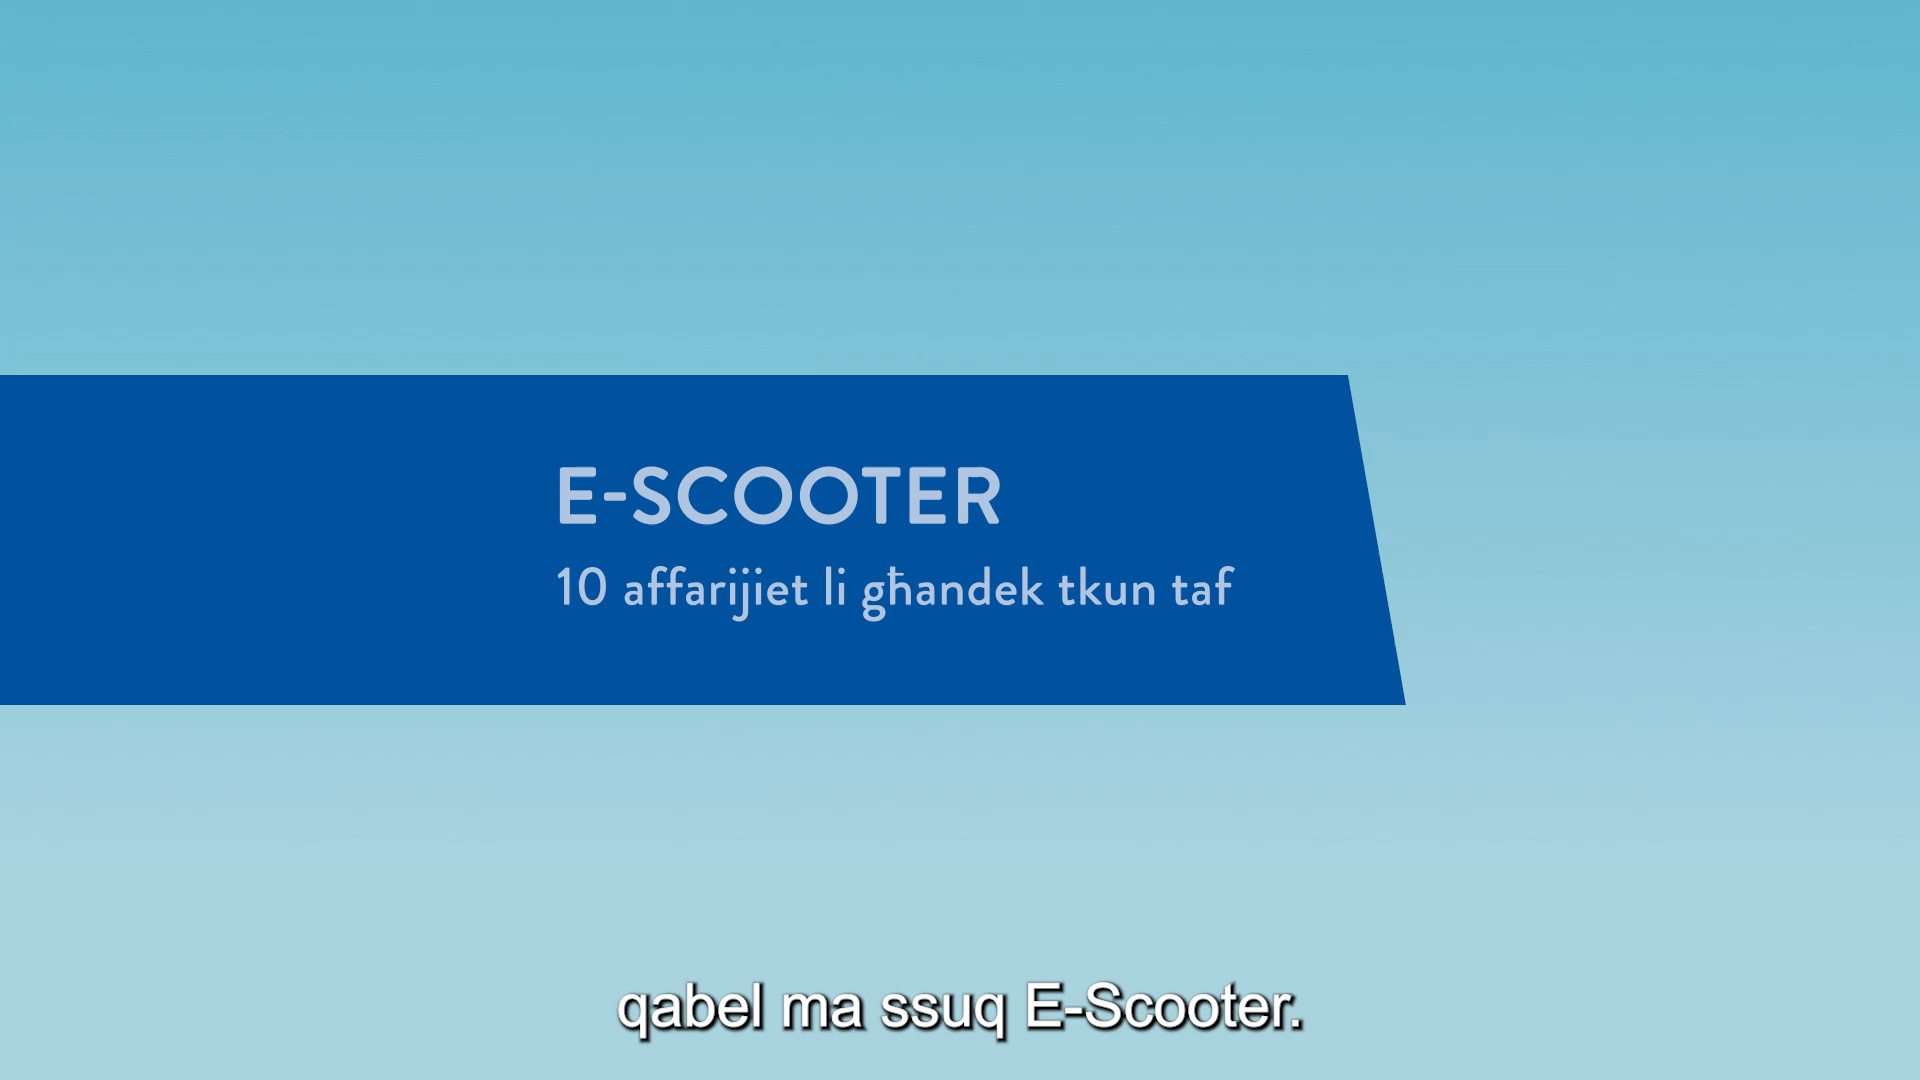 E-SCOOTER
10 affarijiet li għandek tkun taf
qabel ma ssuq E-Scooter.